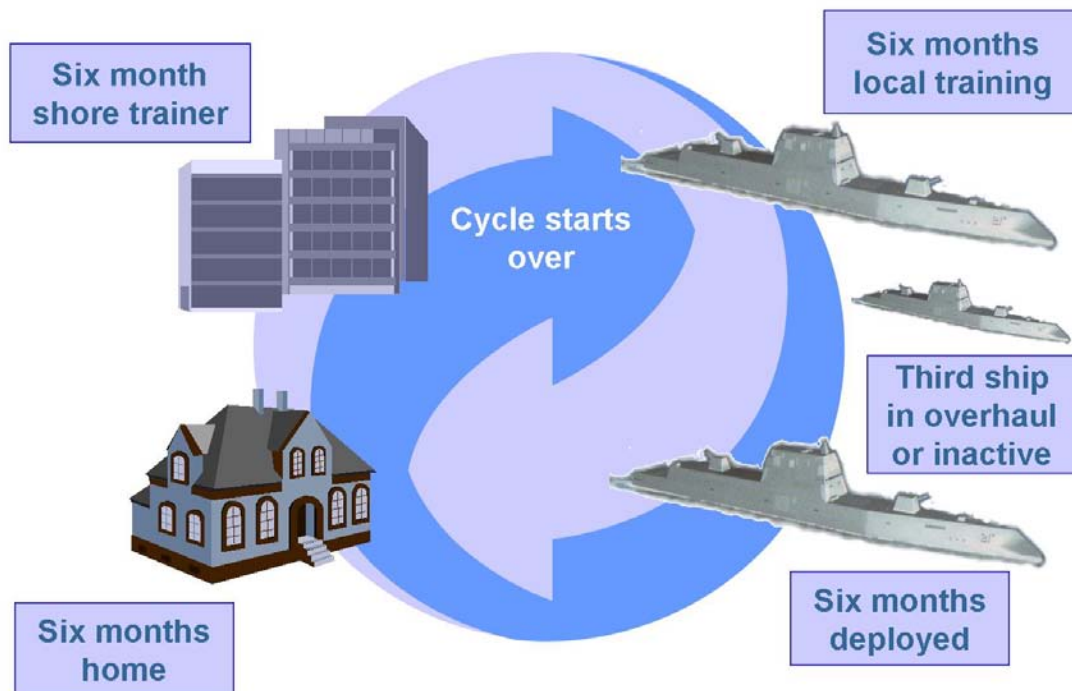 Six month
shore trainer
Six months
local training
Cycle starts
over
Third ship
in overhaul
or inactive
Six months
home
Six months
deployed